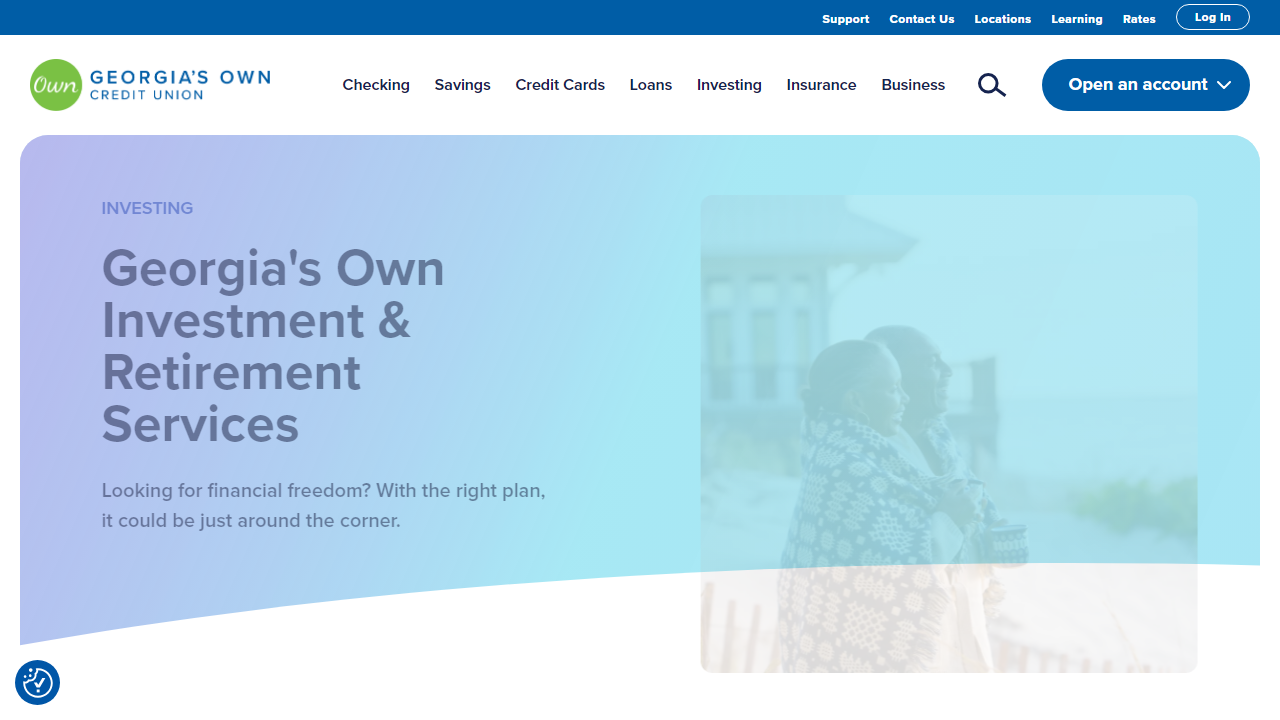 Support Contact Us Locations Learning Rates Log In
Own GEORGIA'S OWN
CREDIT UNION
Checking Savings Credit Cards Loans Investing Insurance Business Open an account
INVESTING
Georgia's Own
Investment &
Retirement
Services
Looking for financial freedom? With the right plan,
it could be just around the corner.